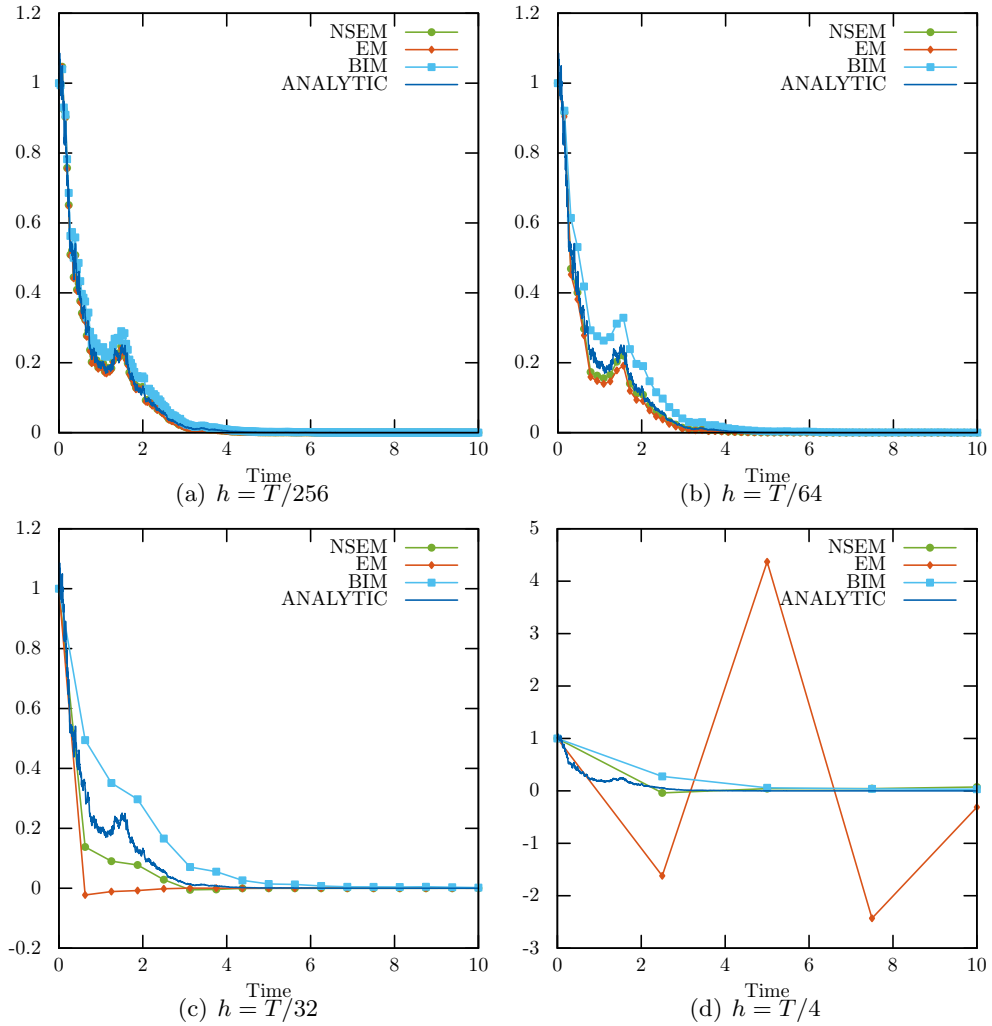 1.2
1
0.8
0.6
0.4
0.2
0
0 2 4 6 8 10
Time
NSEM
EM
BIM
ANALYTIC
(a) h = T/256
1.2
1
0.8
0.6
0.4
0.2
0
0 2 4 6 8 10
Time
NSEM
EM
BIM
ANALYTIC
(b) h = T/64
1.2
1
0.8
0.6
0.4
0.2
0
-0.2
0 2 4 6 8 10
Time
NSEM
EM
BIM
ANALYTIC
(c) h = T/32
5
4
3
2
1
0
-1
-2
-3
0 2 4 6 8 10
Time
NSEM
EM
BIM
ANALYTIC
(d) h = T/4